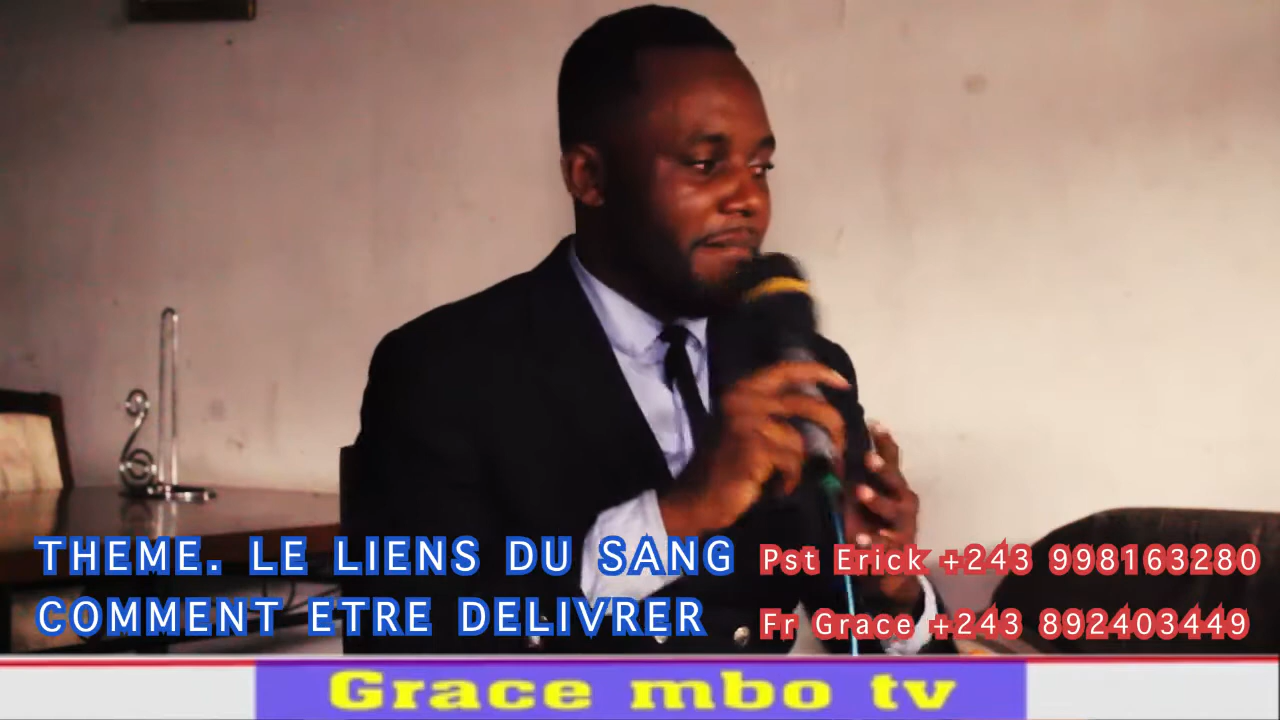 THEME. LE LIENS DU SANG
COMMENT ETRE DELIVRER
Pst Erick +243 998163280
Fr Grace +243 892403449
Grace mbo tv